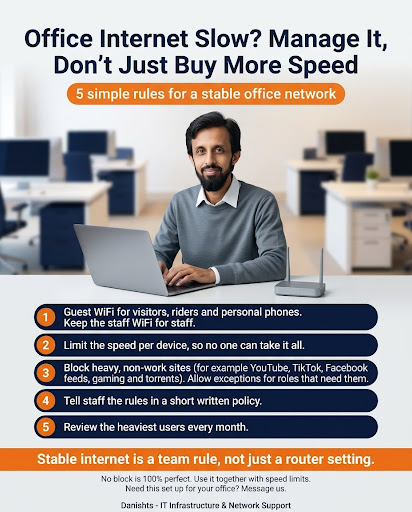 Office Internet Slow? Manage It,
Don’t Just Buy More Speed
5 simple rules for a stable office network
1 Guest WiFi for visitors, riders and personal phones.
Keep the staff WiFi for staff.
2 Limit the speed per device, so no one can take it all.
3 Block heavy, non-work sites (for example YouTube, TikTok, Facebook
feeds, gaming and torrents). Allow exceptions for roles that need them.
4 Tell staff the rules in a short written policy.
5 Review the heaviest users every month.
Stable internet is a team rule, not just a router setting.
No block is 100% perfect. Use it together with speed limits.
Need this set up for your office? Message us.
Danishts - IT Infrastructure & Network Support